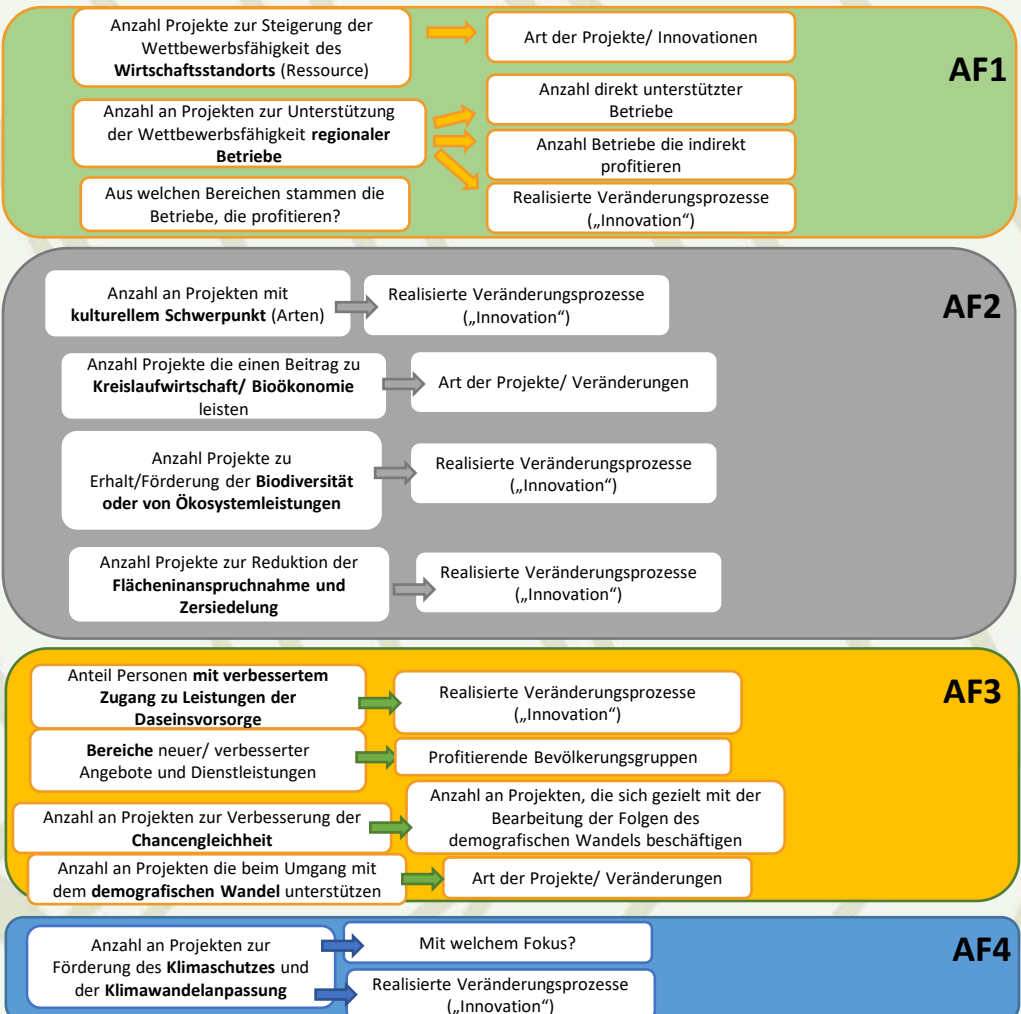 Anzahl Projekte zur Steigerung der
Wettbewerbsfähigkeit des
Wirtschaftsstandorts (Ressource)
Art der Projekte/ Innovationen
AF1
Anzahl an Projekten zur Unterstützung
der Wettbewerbsfähigkeit regionaler
Betriebe
Anzahl direkt unterstützter
Betriebe
Anzahl Betriebe die indirekt
profitieren
Realisierte Veränderungsprozesse
(„Innovation“)
Aus welchen Bereichen stammen die
Betriebe, die profitieren?
AF2
Anzahl an Projekten mit
kulturellem Schwerpunkt (Arten)
Realisierte Veränderungsprozesse
(„Innovation“)
Anzahl Projekte die einen Beitrag zu
Kreislaufwirtschaft/ Bioökonomie
leisten
Art der Projekte/ Veränderungen
Anzahl Projekte zu
Erhalt/Förderung der Biodiversität
oder von Ökosystemleistungen
Realisierte Veränderungsprozesse
(„Innovation“)
Anzahl Projekte zur Reduktion der
Flächeninanspruchnahme und
Zersiedelung
Realisierte Veränderungsprozesse
(„Innovation“)
AF3
Anteil Personen mit verbessertem
Zugang zu Leistungen der
Daseinsvorsorge
Realisierte Veränderungsprozesse
(„Innovation“)
Bereiche neuer/ verbesserter
Angebote und Dienstleistungen
Profitierende Bevölkerungsgruppen
Anzahl an Projekten zur Verbesserung der
Chancengleichheit
Anzahl an Projekten, die sich gezielt mit der
Bearbeitung der Folgen des
demografischen Wandels beschäftigen
Anzahl an Projekten die beim Umgang mit
dem demografischen Wandel unterstützen
Art der Projekte/ Veränderungen
AF4
Anzahl an Projekten zur
Förderung des Klimaschutzes und
der Klimawandelanpassung
Mit welchem Fokus?
Realisierte Veränderungsprozesse
(„Innovation“)